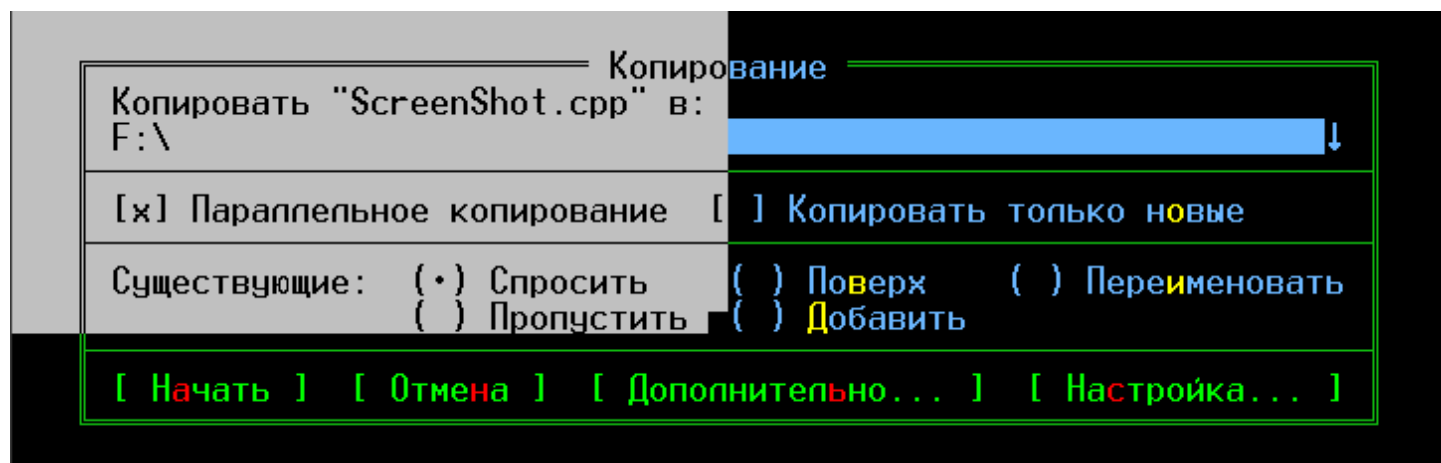 Копирование
Копировать "ScreenShot.cpp" в:
F:\ ↓
[x] Параллельное копирование [ ] Копировать только новые
Существующие: (•) Спросить ( ) Поверх ( ) Переименовать
( ) Пропустить ( ) Добавить
[ Начать ] [ Отмена ] [ Дополнительно... ] [ Настройка... ]